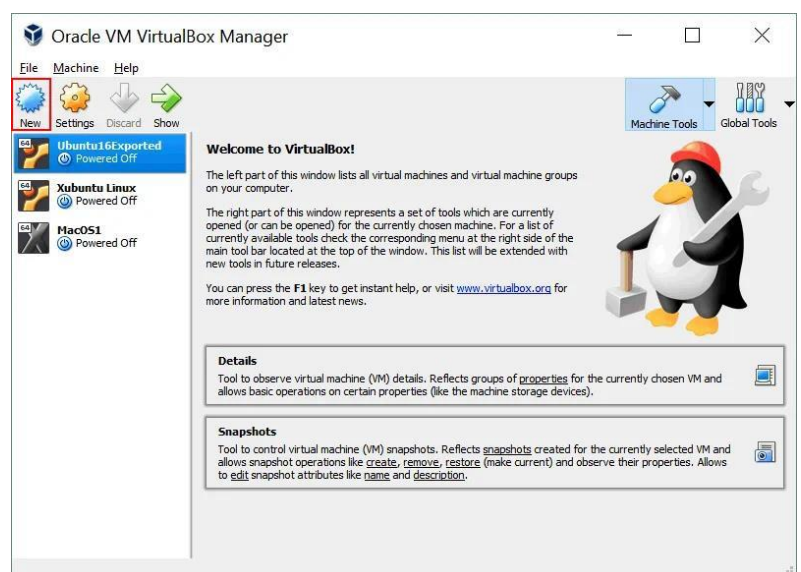 Oracle VM VirtualBox Manager
File Machine Help
New Settings Discard Show
Machine Tools Global Tools
64 Ubuntu16Exported
Powered Off
64 Xubuntu Linux
Powered Off
64 MacOS1
Powered Off
Welcome to VirtualBox!
The left part of this window lists all virtual machines and virtual machine groups
on your computer.
The right part of this window represents a set of tools which are currently
opened (or can be opened) for the currently chosen machine. For a list of
currently available tools check the corresponding menu at the right side of the
main tool bar located at the top of the window. This list will be extended with
new tools in future releases.
You can press the F1 key to get instant help, or visit www.virtualbox.org for
more information and latest news.
Details
Tool to observe virtual machine (VM) details. Reflects groups of properties for the currently chosen VM and
allows basic operations on certain properties (like the machine storage devices).
Snapshots
Tool to control virtual machine (VM) snapshots. Reflects snapshots created for the currently selected VM and
allows snapshot operations like create, remove, restore (make current) and observe their properties. Allows
to edit snapshot attributes like name and description.